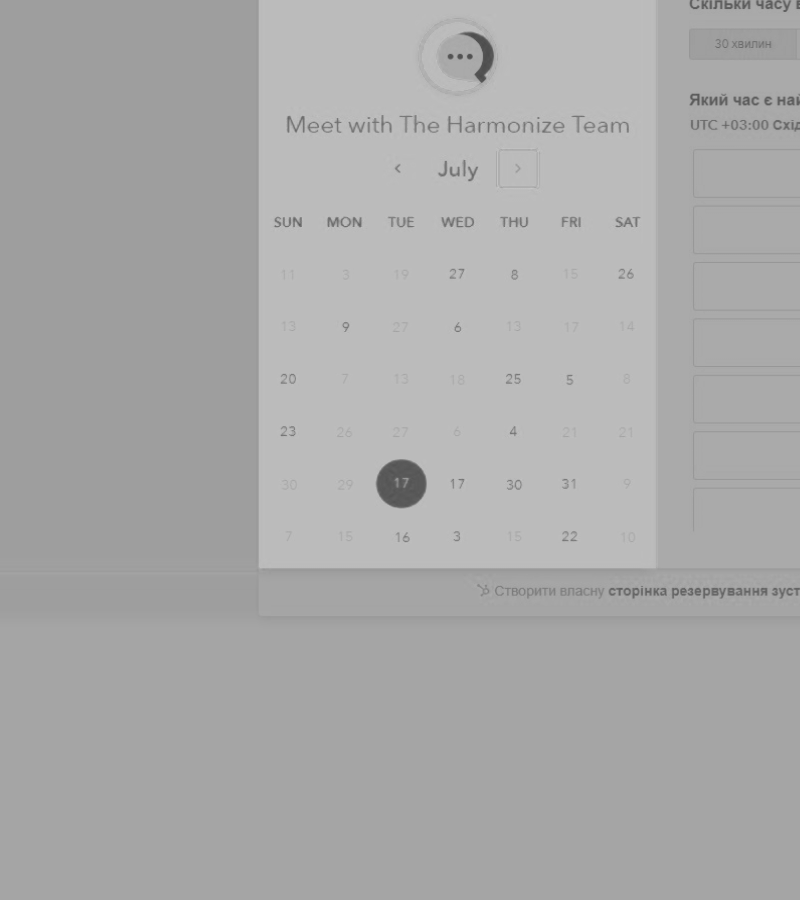 Meet with The Harmonize Team
July
SUN MON TUE WED THU FRI SAT
11 3 19 27 8 15 26
13 9 27 6 13 17 14
20 7 13 18 25 5 8
23 26 27 6 4 21 21
30 29 17 17 30 31 9
7 15 16 3 15 22 10
Скільки часу
30 хвилин
Який час є
UTC +03:00
Створити власну сторінка резервування